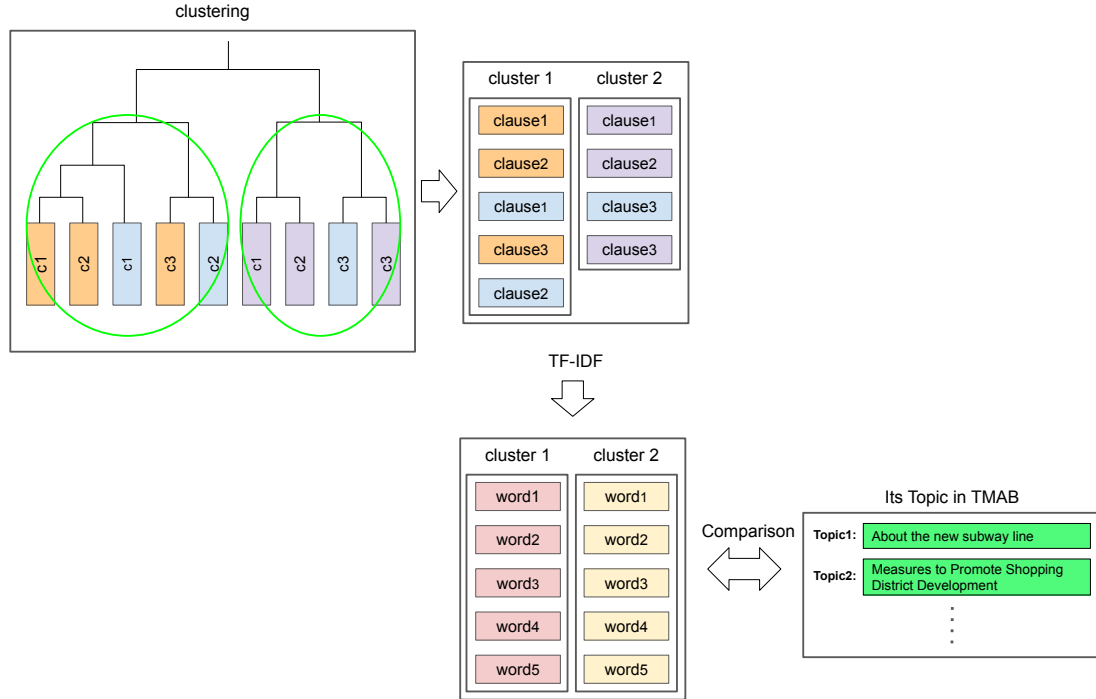 clustering
c1
c2
c1
c3
c2
c1
c2
c3
c3
cluster 1
cluster 2
clause1
clause2
clause1
clause3
clause2
clause1
clause2
clause3
clause3
TF-IDF
cluster 1
cluster 2
word1
word2
word3
word4
word5
word1
word2
word3
word4
word5
Comparison
Its Topic in TMAB
Topic1:
About the new subway line
Topic2:
Measures to Promote Shopping
District Development